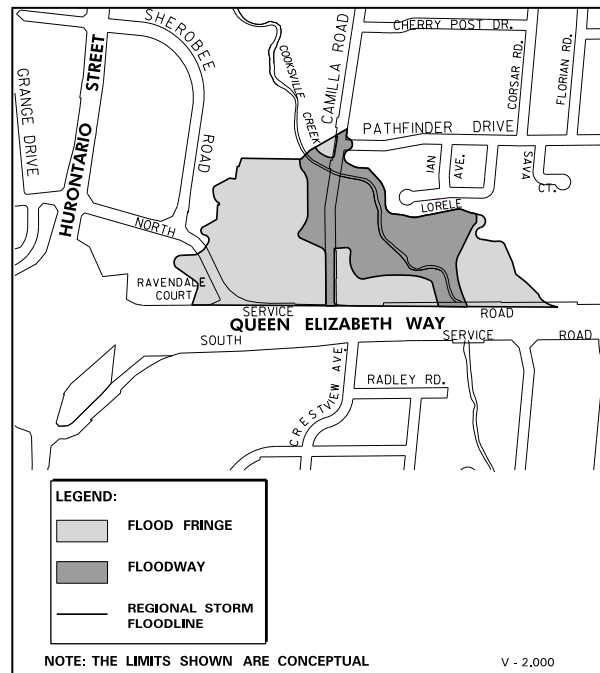 SHEROBEE
ROAD
GRANGE DRIVE
HURONTARIO STREET
COOKSVILLE CREEK
CAMILLA ROAD
CHERRY POST DR.
CORSAR RD.
FLORIAN RD.
PATHFINDER DRIVE
IAN AVE.
SAVA CT.
LORELE
NORTH
RAVENDALE
COURT
SERVICE
ROAD
QUEEN ELIZABETH WAY
SOUTH
SERVICE
ROAD
CRESTVIEW AVE.
RADLEY RD.
LEGEND:
FLOOD FRINGE
FLOODWAY
REGIONAL STORM
FLOODLINE
NOTE: THE LIMITS SHOWN ARE CONCEPTUAL
V - 2.000